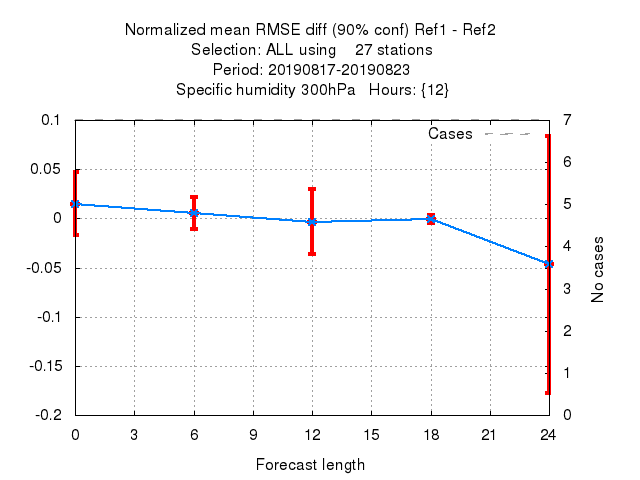 Normalized mean RMSE diff (90% conf) Ref1 - Ref2
Selection: ALL using    27 stations
Period: 20190817-20190823
Specific humidity 300hPa   Hours: {12}
Cases
0.1
0.05
0
-0.05
-0.1
-0.15
-0.2
7
6
5
4
3
2
1
0
No cases
0 3 6 9 12 15 18 21 24
Forecast length